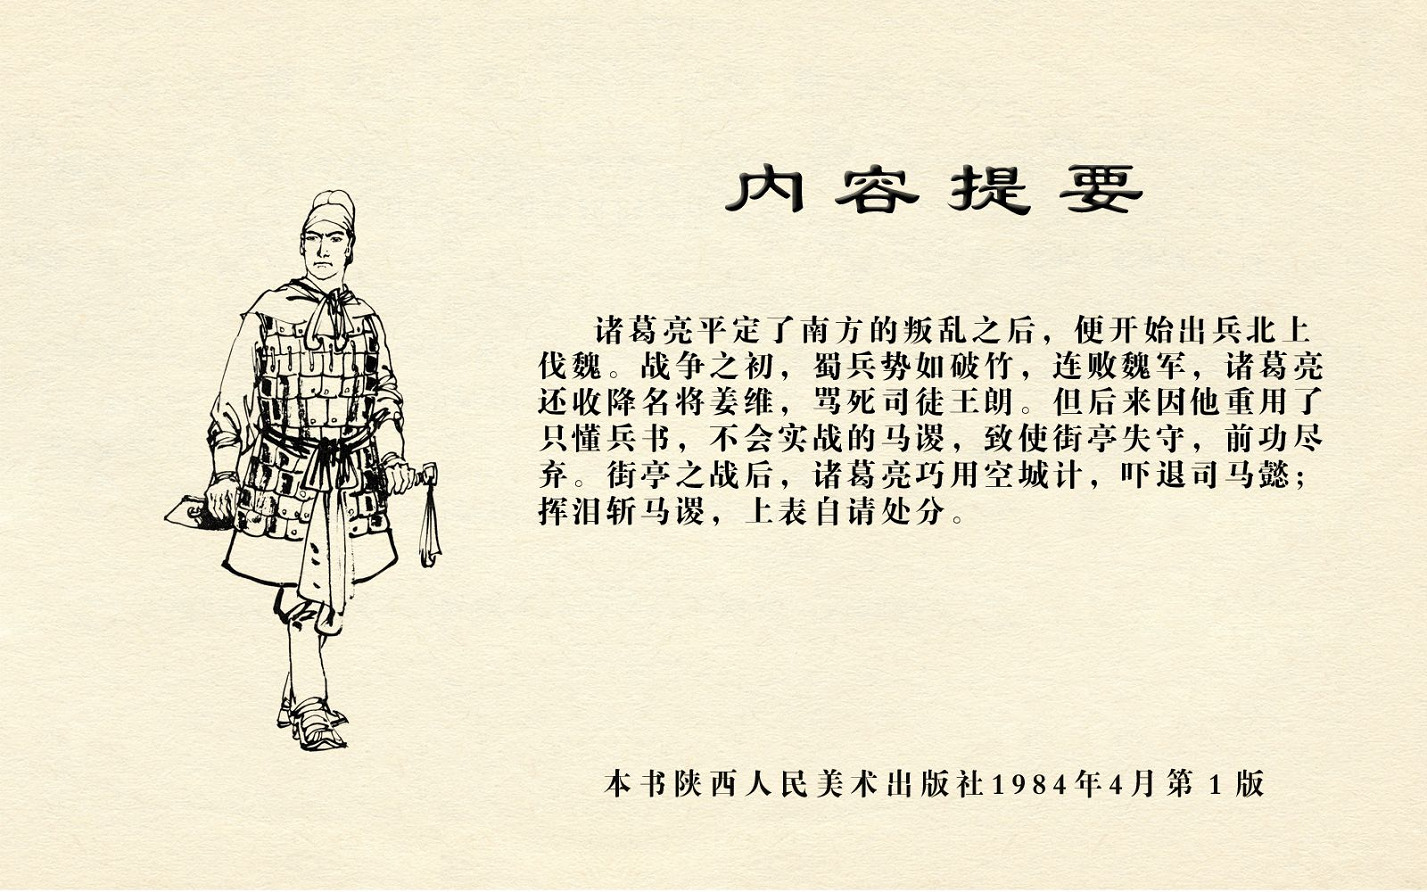 内容提要
诸葛亮平定了南方的叛乱之后，便开始出兵北上
伐魏。战争之初，蜀兵势如破竹，连败魏军，诸葛亮
还收降名将姜维，骂死司徒王朗。但后来因他重用了
只懂兵书，不会实战的马谡，致使街亭失守，前功尽
弃。街亭之战后，诸葛亮巧用空城计，吓退司马懿；
挥泪斩马谡，上表自请处分。
本书陕西人民美术出版社1984年4月第1版